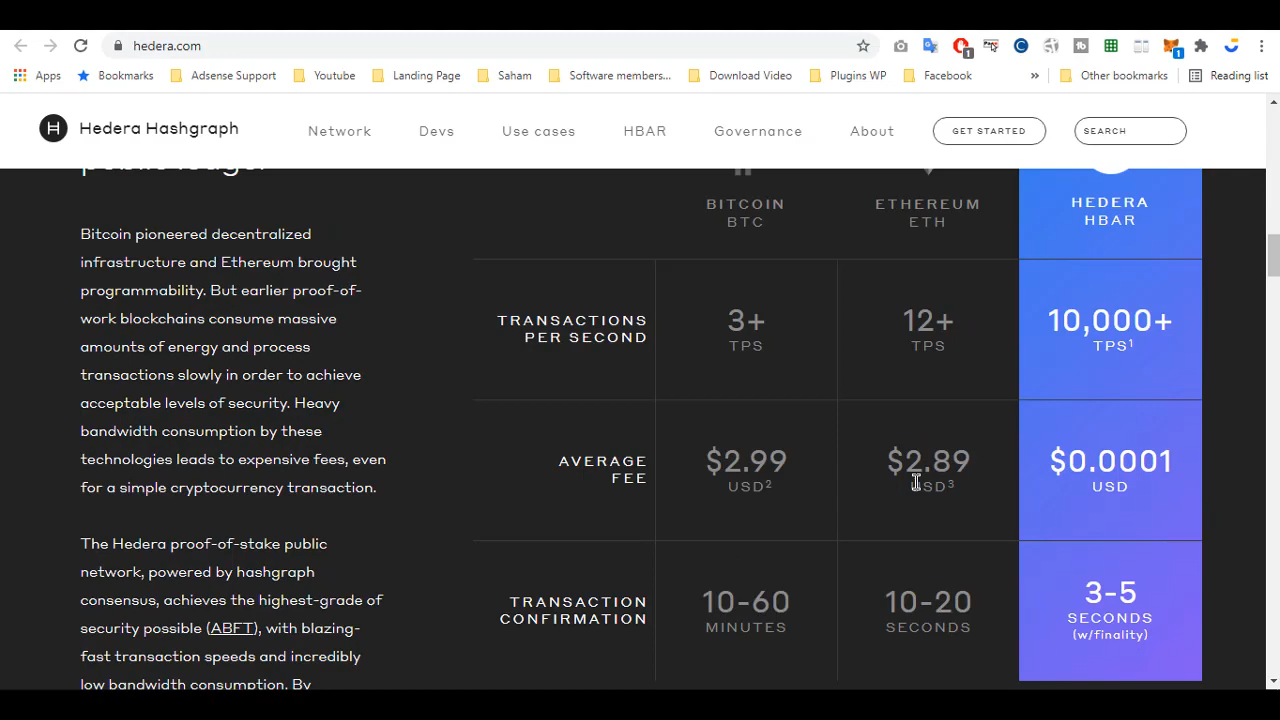 hedera.com
1
1
Apps
Bookmarks
Adsense Support
Youtube
Landing Page
Saham
Software members...
Download Video
Plugins WP
Facebook
»
Other bookmarks
Reading list
Hedera Hashgraph
Network
Devs
Use cases
HBAR
Governance
About
GET STARTED
SEARCH
Bitcoin pioneered decentralized
infrastructure and Ethereum brought
programmability. But earlier proof-of-
work blockchains consume massive
amounts of energy and process
transactions slowly in order to achieve
acceptable levels of security. Heavy
bandwidth consumption by these
technologies leads to expensive fees, even
for a simple cryptocurrency transaction.
The Hedera proof-of-stake public
network, powered by hashgraph
consensus, achieves the highest-grade of
security possible (ABFT), with blazing-
fast transaction speeds and incredibly
low bandwidth consumption. By
BITCOIN
BTC
ETHEREUM
ETH
HEDERA
HBAR
TRANSACTIONS
PER SECOND
3+
TPS
12+
TPS
10,000+
TPS¹
AVERAGE
FEE
$2.99
USD²
$2.89
USD³
$0.0001
USD
TRANSACTION
CONFIRMATION
10-60
MINUTES
10-20
SECONDS
3-5
SECONDS
(w/finality)